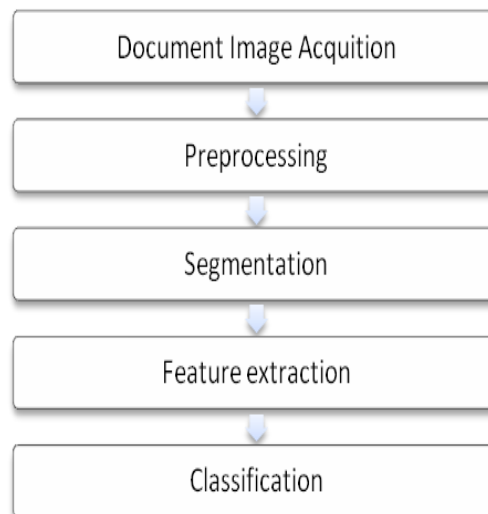 Document Image Acquition
Preprocessing
Segmentation
Feature extraction
Classification